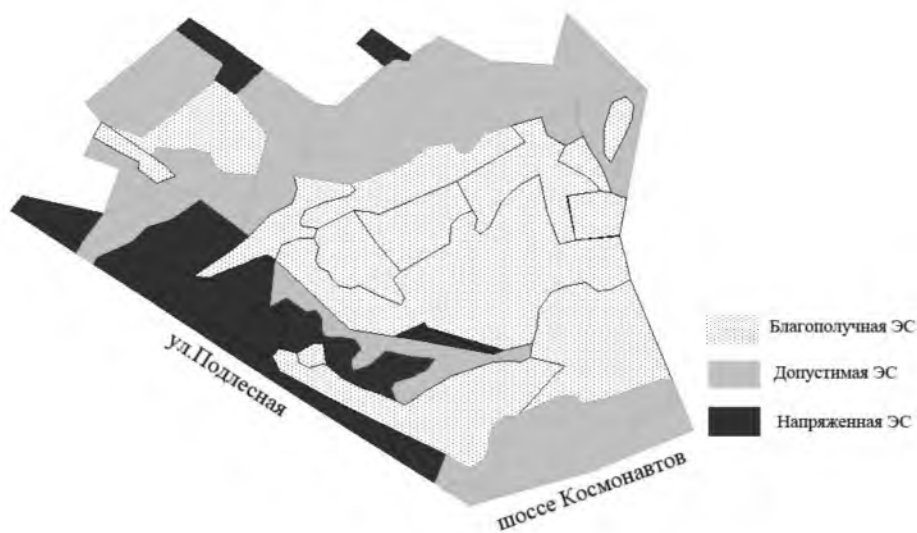 Благополучная ЭС
Допустимая ЭС
Напряженная ЭС
ул.Подлесная
шоссе Космонавтов